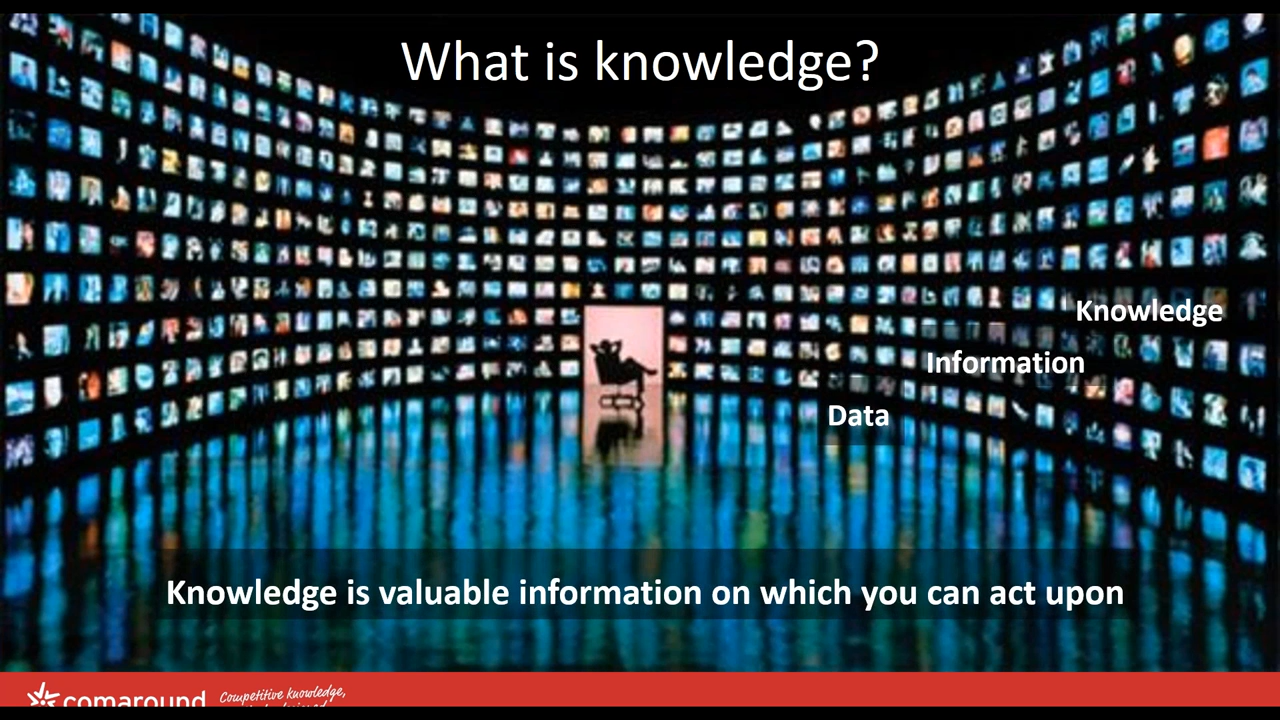 What is knowledge?
Knowledge
Information
Data
Knowledge is valuable information on which you can act upon
comaround
Competitive knowledge,